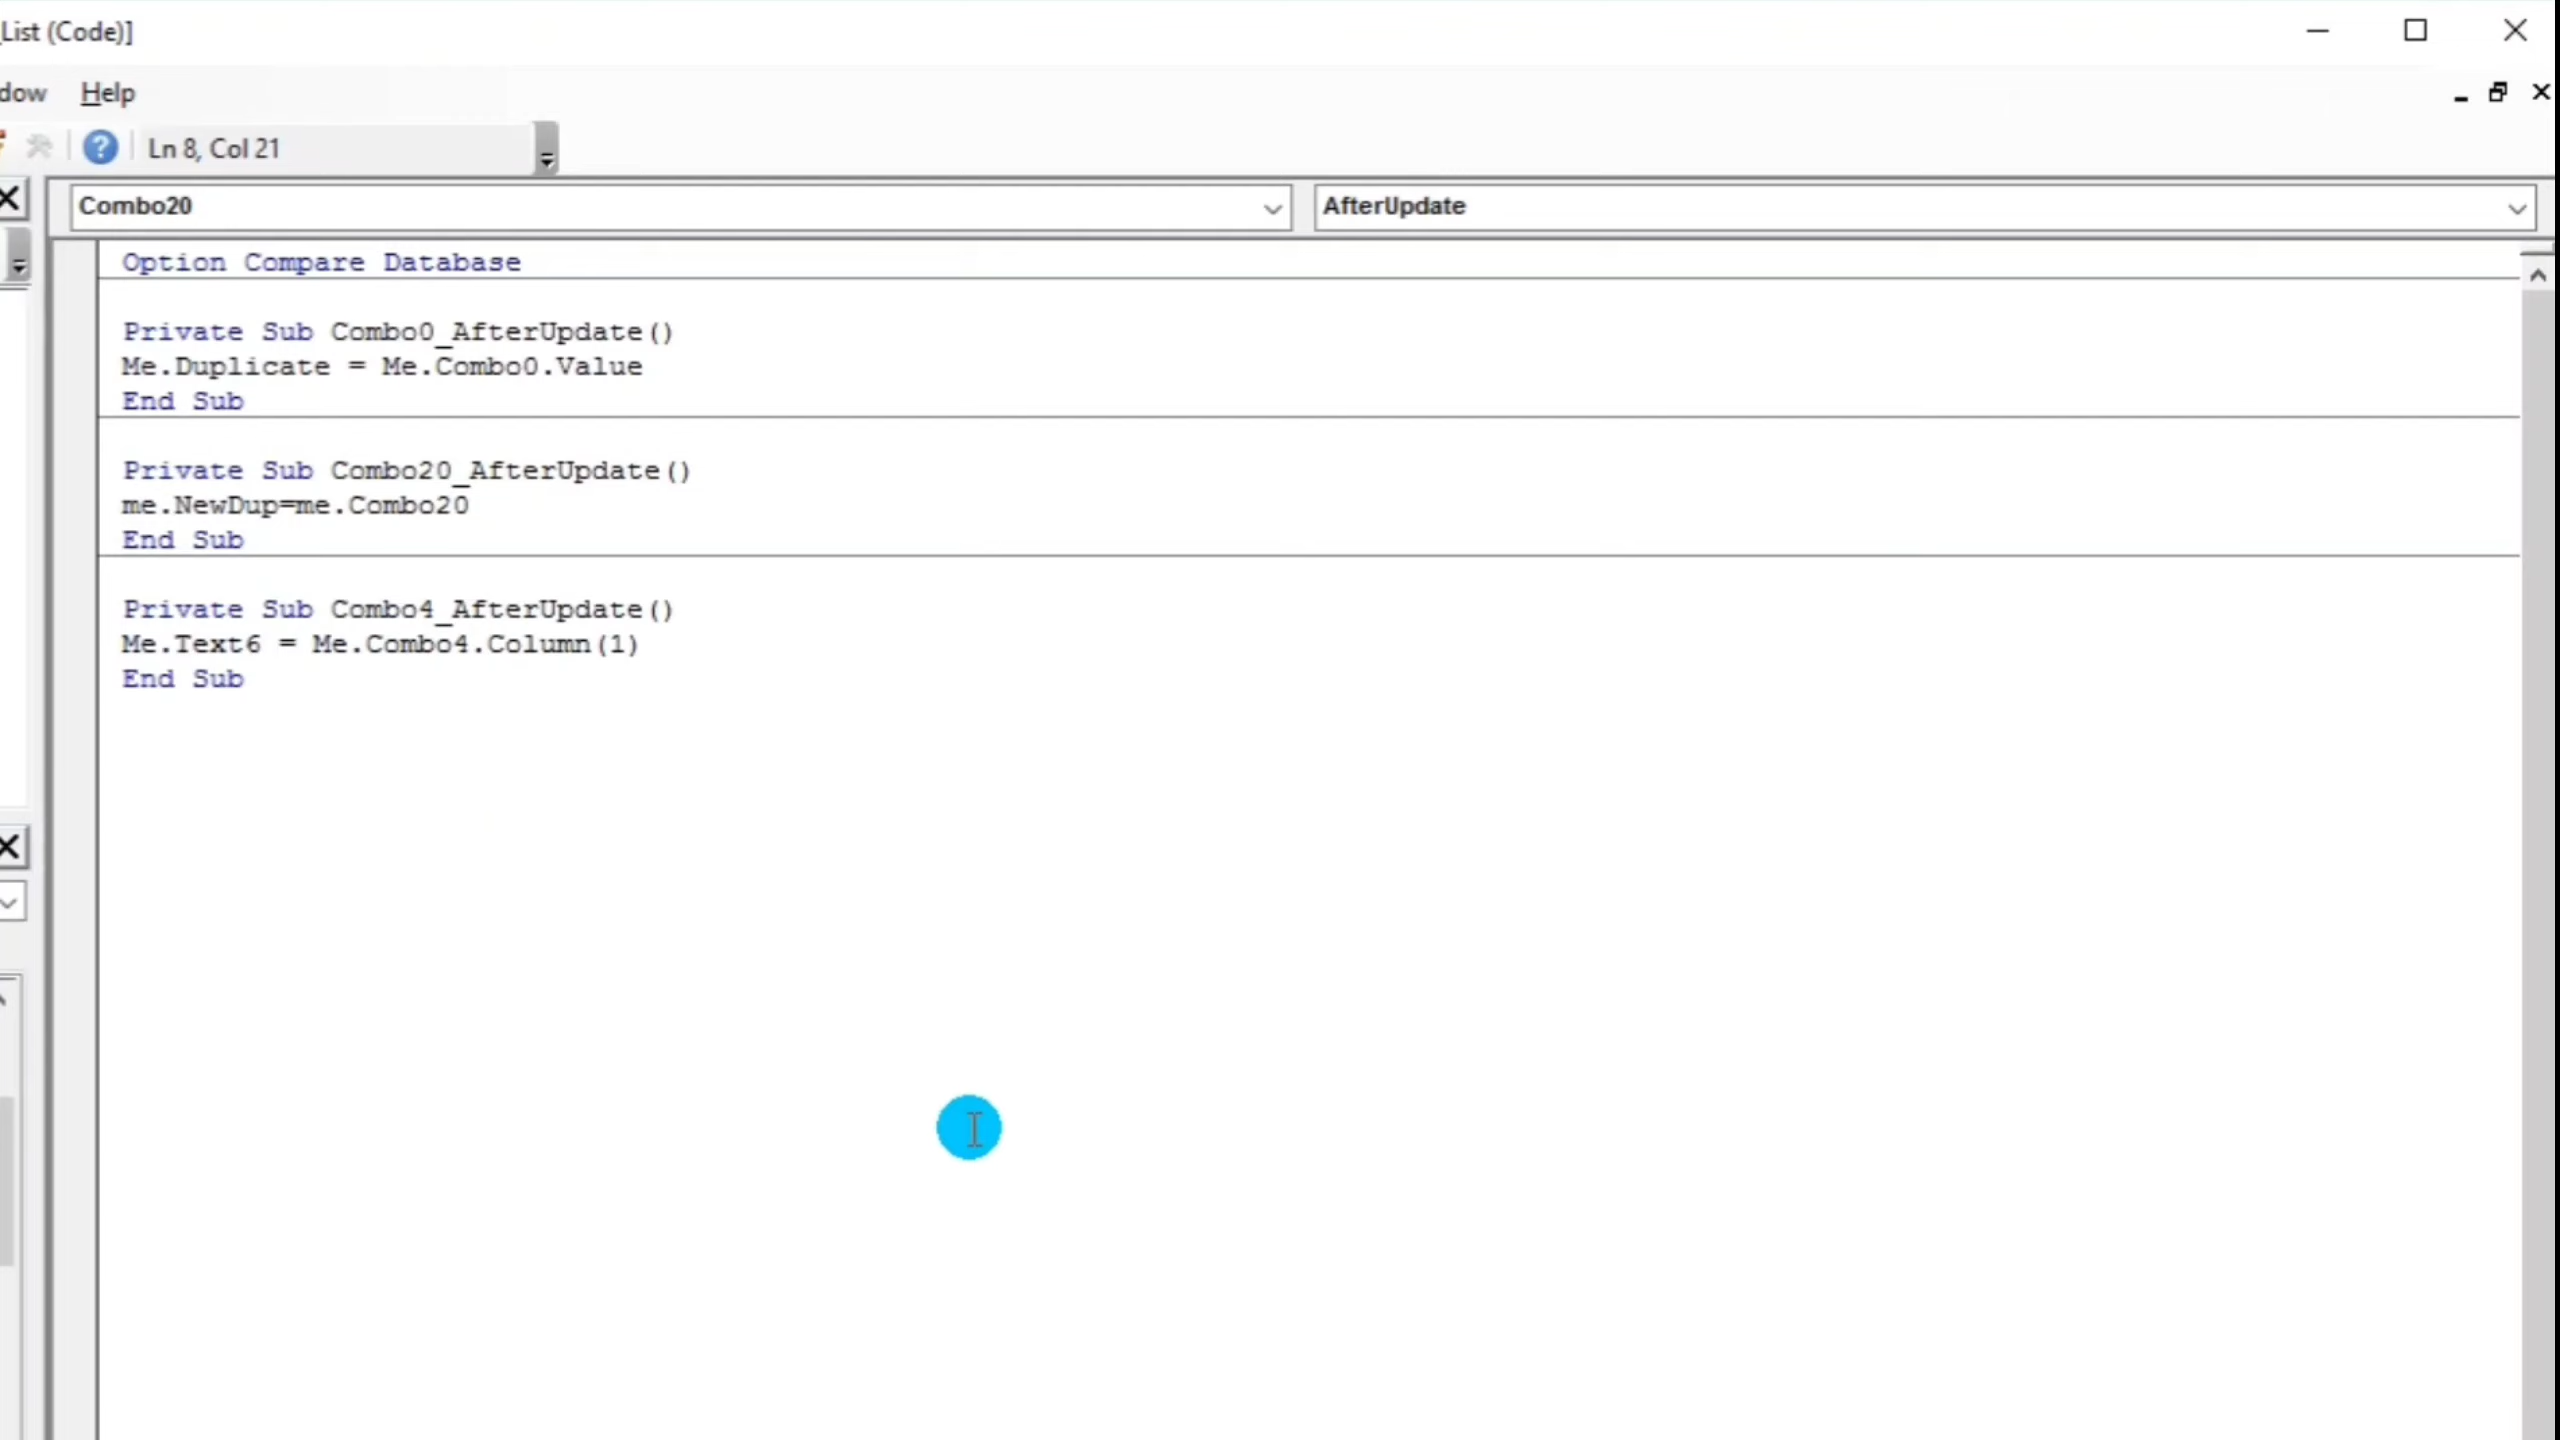 List (Code)]
dow Help
Ln 8, Col 21
Combo20 AfterUpdate
Option Compare Database
Private Sub Combo0_AfterUpdate()
Me.Duplicate = Me.Combo0.Value
End Sub
Private Sub Combo20_AfterUpdate()
me.NewDup=me.Combo20
End Sub
Private Sub Combo4_AfterUpdate()
Me.Text6 = Me.Combo4.Column(1)
End Sub